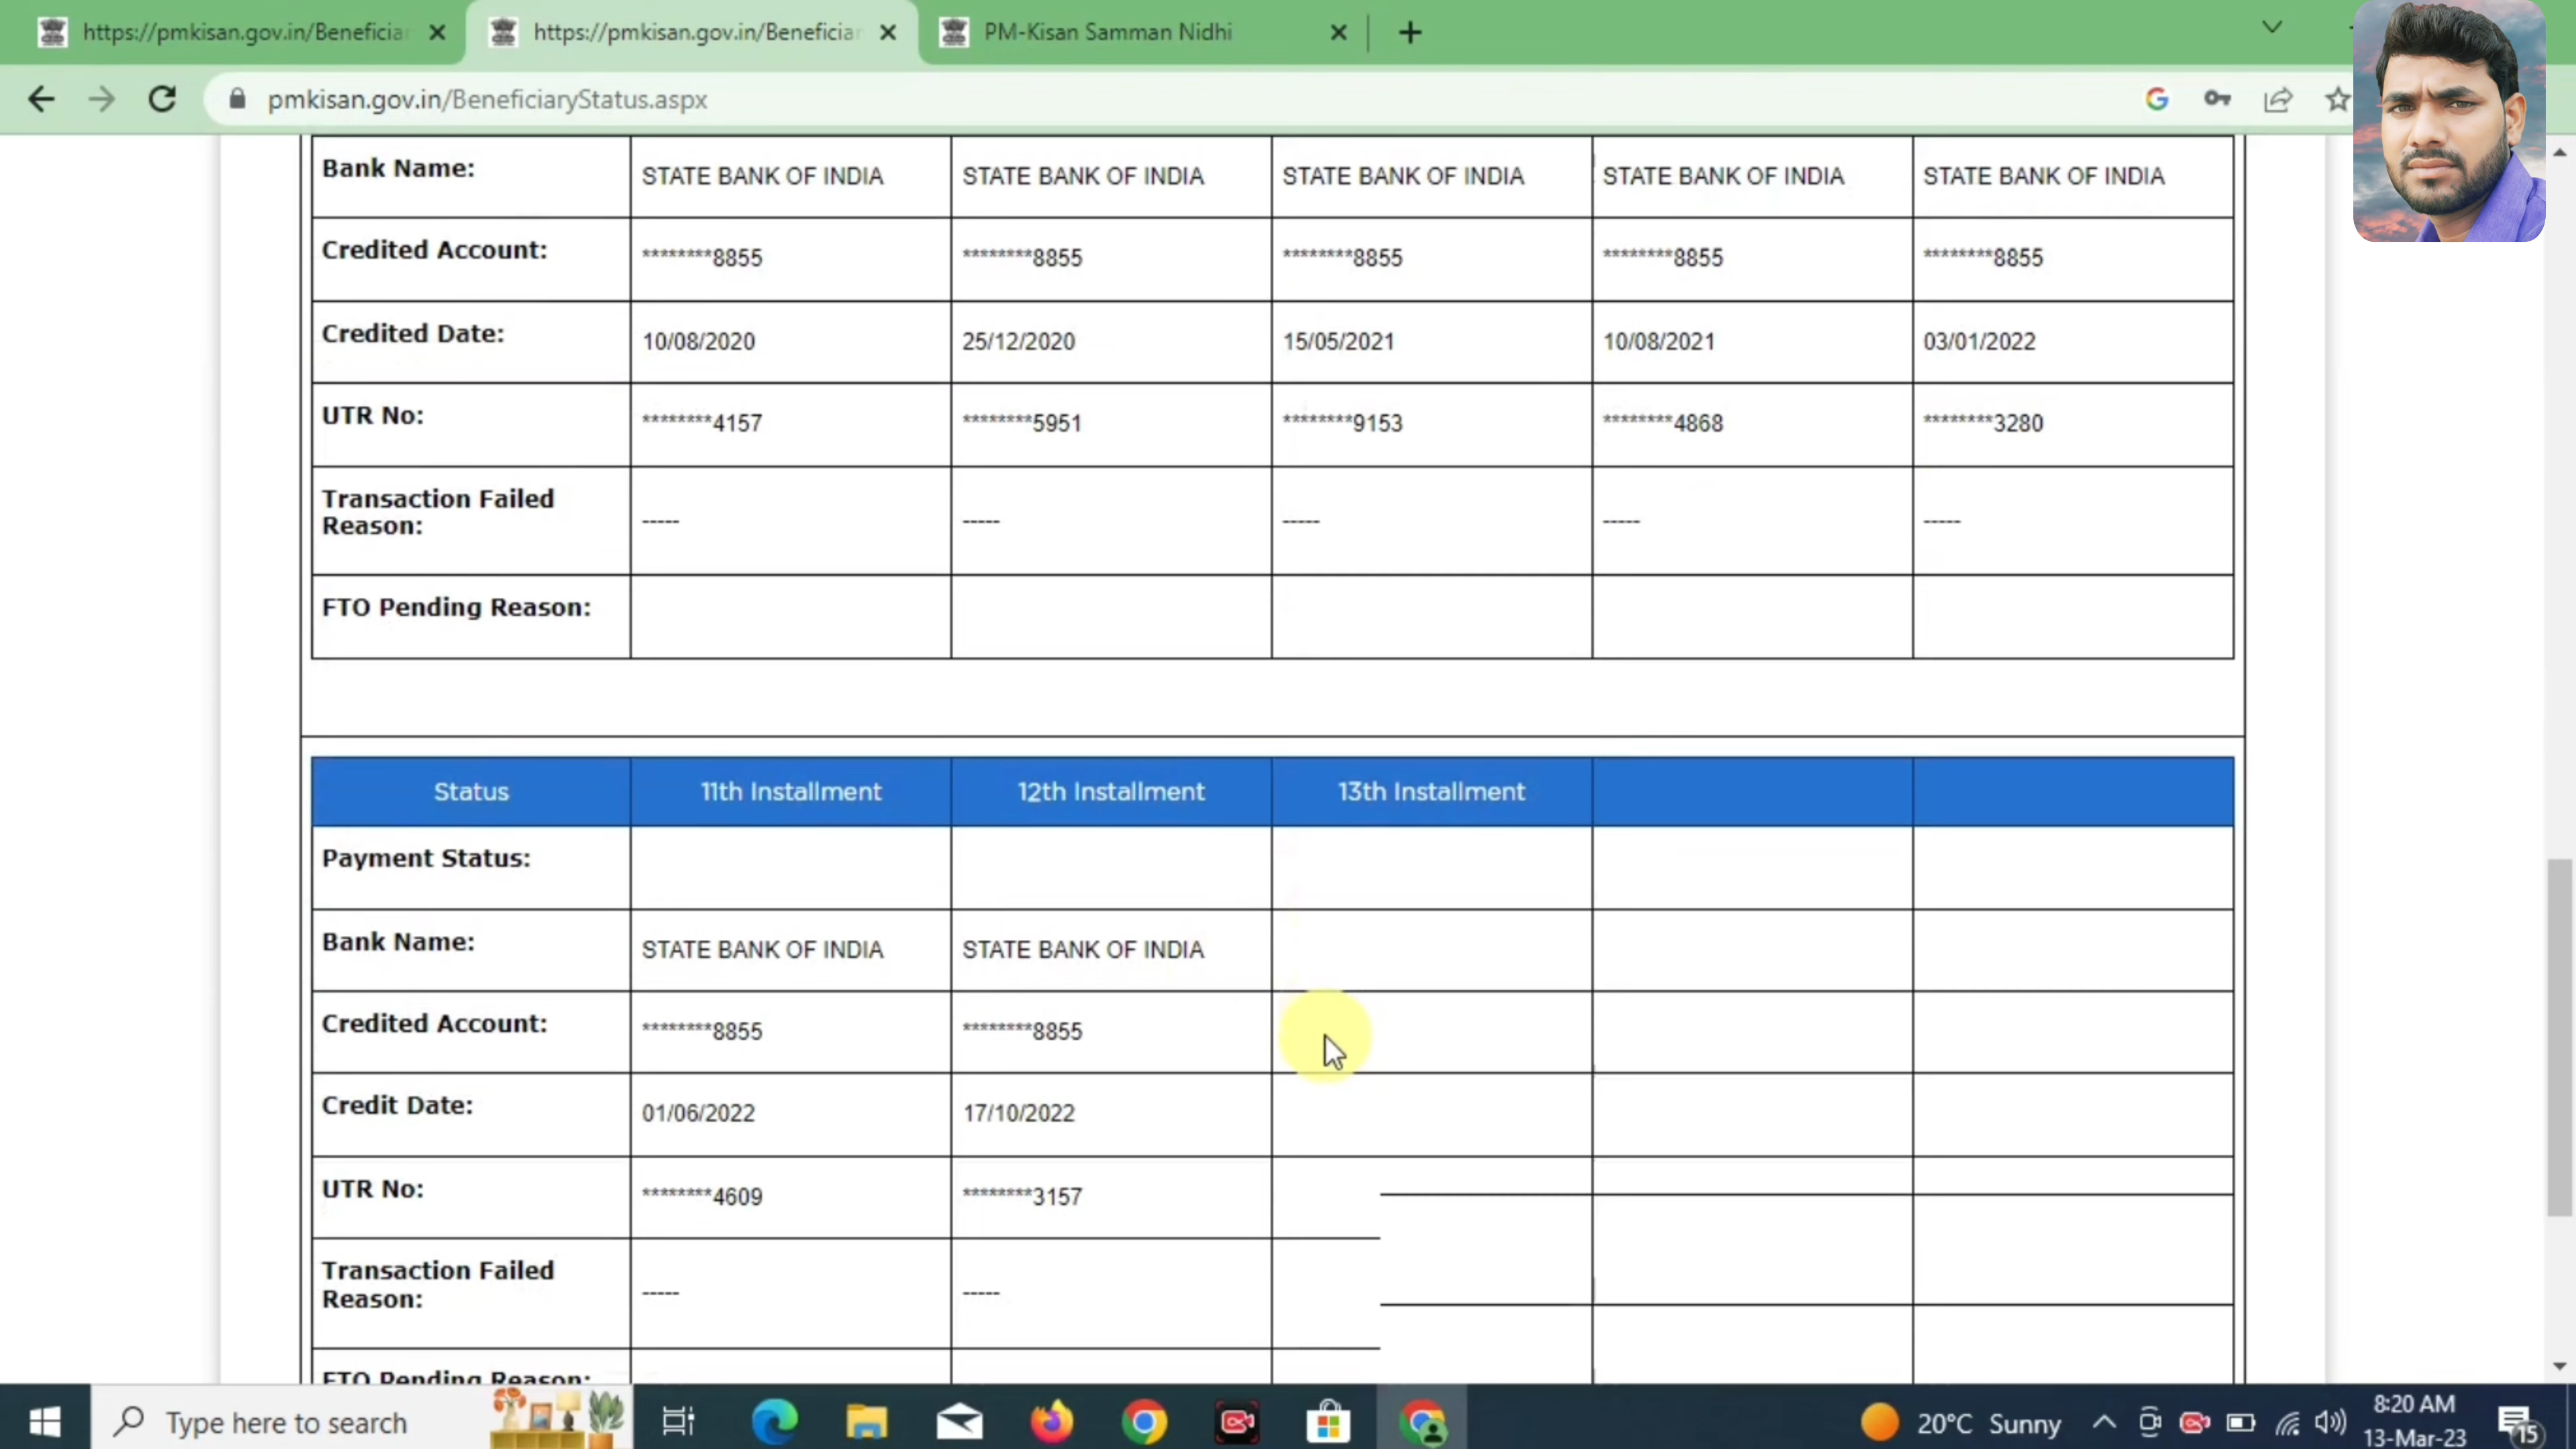 https://pmkisan.gov.in/Beneficiar
https://pmkisan.gov.in/Beneficiar
PM-Kisan Samman Nidhi
pmkisan.gov.in/BeneficiaryStatus.aspx
Bank Name: STATE BANK OF INDIA STATE BANK OF INDIA STATE BANK OF INDIA STATE BANK OF INDIA STATE BANK OF INDIA
Credited Account: ********8855 ********8855 ********8855 ********8855 ********8855
Credited Date: 10/08/2020 25/12/2020 15/05/2021 10/08/2021 03/01/2022
UTR No: ********4157 ********5951 ********9153 ********4868 ********3280
Transaction Failed
Reason: ----- ----- ----- ----- -----
FTO Pending Reason:
Status 11th Installment 12th Installment 13th Installment
Payment Status:
Bank Name: STATE BANK OF INDIA STATE BANK OF INDIA
Credited Account: ********8855 ********8855
Credit Date: 01/06/2022 17/10/2022
UTR No: ********4609 ********3157
Transaction Failed
Reason: ----- -----
FTO Pending Reason:
Type here to search
20°C Sunny
8:20 AM
13-Mar-23
15